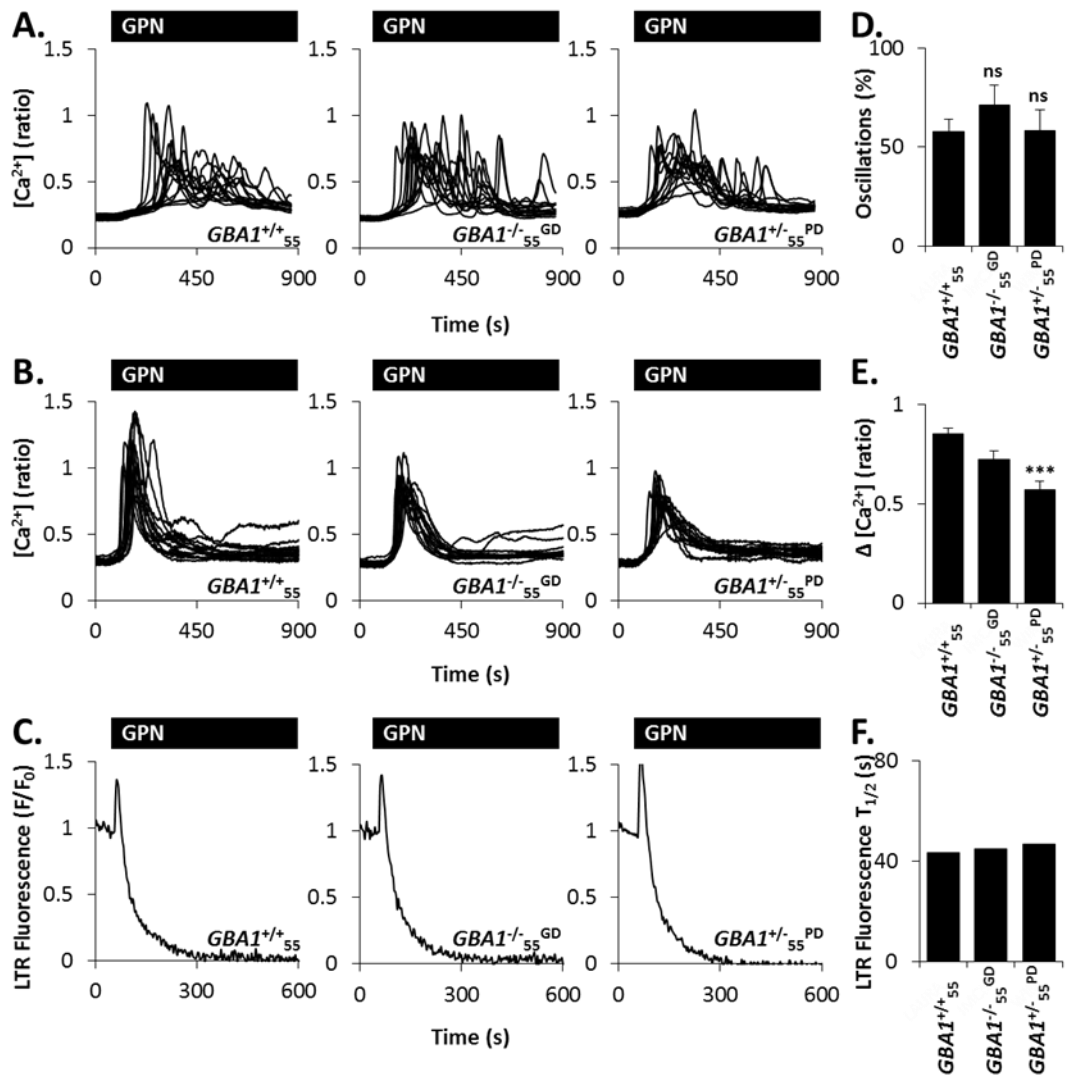 A.
GPN
GPN
GPN
[Ca²⁺] (ratio)
1.5
1
0.5
0
GBA1⁺/⁺₅₅
0
450
900
1.5
1
0.5
0
GBA1⁻/⁻₅₅ᴳᴰ
0
450
900
1.5
1
0.5
0
GBA1⁺/⁻₅₅ᴾᴰ
0
450
900
Time (s)
D.
Oscillations (%)
100
50
0
ns
ns
GBA1⁺/⁺₅₅
GBA1⁻/⁻₅₅ᴳᴰ
GBA1⁺/⁻₅₅ᴾᴰ
B.
GPN
GPN
GPN
[Ca²⁺] (ratio)
1.5
1
0.5
0
GBA1⁺/⁺₅₅
0
450
900
1.5
1
0.5
0
GBA1⁻/⁻₅₅ᴳᴰ
0
450
900
1.5
1
0.5
0
GBA1⁺/⁻₅₅ᴾᴰ
0
450
900
Time (s)
E.
Δ [Ca²⁺] (ratio)
1
0.5
0
***
GBA1⁺/⁺₅₅
GBA1⁻/⁻₅₅ᴳᴰ
GBA1⁺/⁻₅₅ᴾᴰ
C.
GPN
GPN
GPN
LTR Fluorescence (F/F₀)
1.5
1
0.5
0
GBA1⁺/⁺₅₅
0
300
600
1.5
1
0.5
0
GBA1⁻/⁻₅₅ᴳᴰ
0
300
600
1.5
1
0.5
0
GBA1⁺/⁻₅₅ᴾᴰ
0
300
600
Time (s)
F.
LTR Fluorescence T₁/₂ (s)
80
40
0
GBA1⁺/⁺₅₅
GBA1⁻/⁻₅₅ᴳᴰ
GBA1⁺/⁻₅₅ᴾᴰ